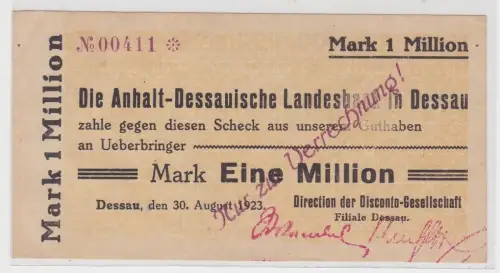 № 00411 *
Mark 1 Million
Mark 1 Million
Die Anhalt-Dessauische Landesbank in Dessau
zahle gegen diesen Scheck aus unserem Guthaben
an Ueberbringer
Mark Eine Million
Dessau, den 30. August 1923.
Direction der Disconto-Gesellschaft
Filiale Dessau.
Nur zur Verrechnung!